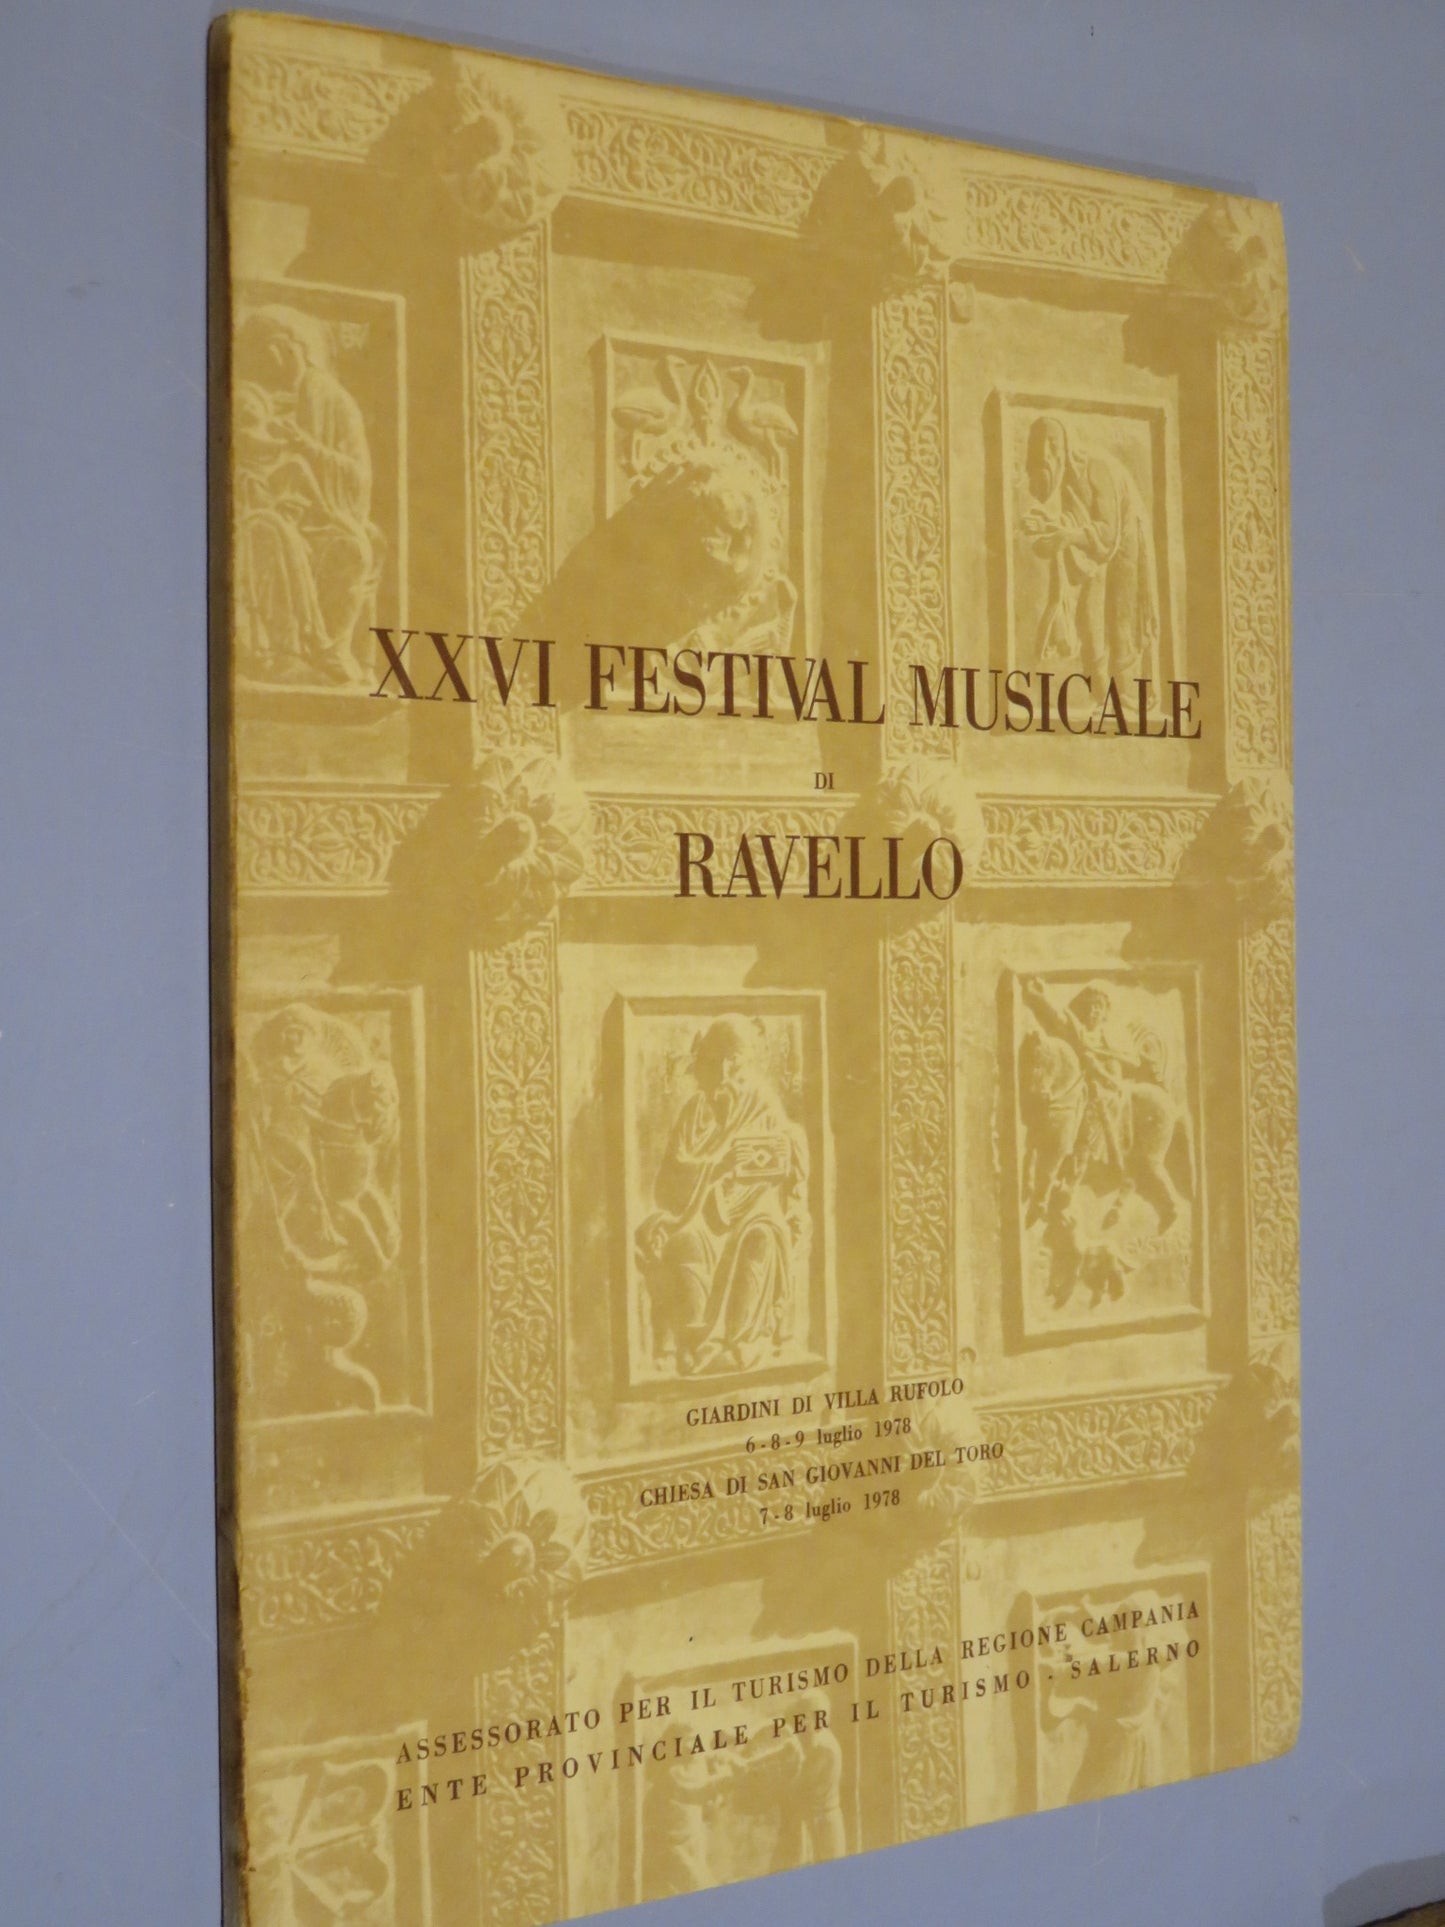 XXVI FESTIVAL MUSICALE
DI
RAVELLO
GIARDINI DI VILLA RUFOLO
6-8-9 luglio 1978
CHIESA DI SAN GIOVANNI DEL TORO
7-8 luglio 1978
ASSESSORATO PER IL TURISMO DELLA REGIONE CAMPANIA
ENTE PROVINCIALE PER IL TURISMO - SALERNO